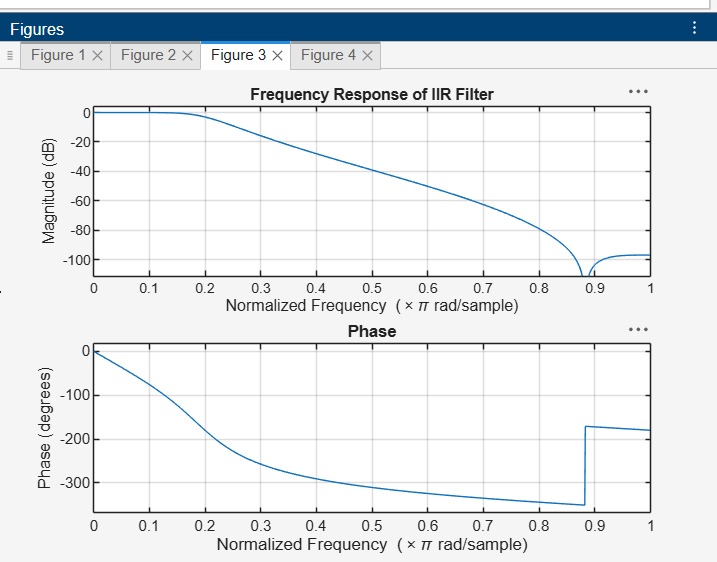 Figures
Figure 1 × Figure 2 × Figure 3 × Figure 4 ×
Frequency Response of IIR Filter
Magnitude (dB)
0
-20
-40
-60
-80
-100
0 0.1 0.2 0.3 0.4 0.5 0.6 0.7 0.8 0.9 1
Normalized Frequency (× π rad/sample)
Phase
Phase (degrees)
0
-100
-200
-300
0 0.1 0.2 0.3 0.4 0.5 0.6 0.7 0.8 0.9 1
Normalized Frequency (× π rad/sample)